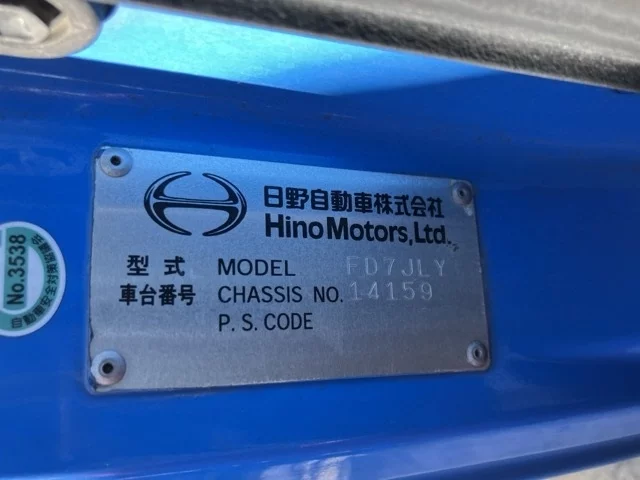 日野自動車株式会社
Hino Motors, Ltd.
型式 MODEL FD7JLY
車台番号 CHASSIS NO. 14159
P. S. CODE
No.3538